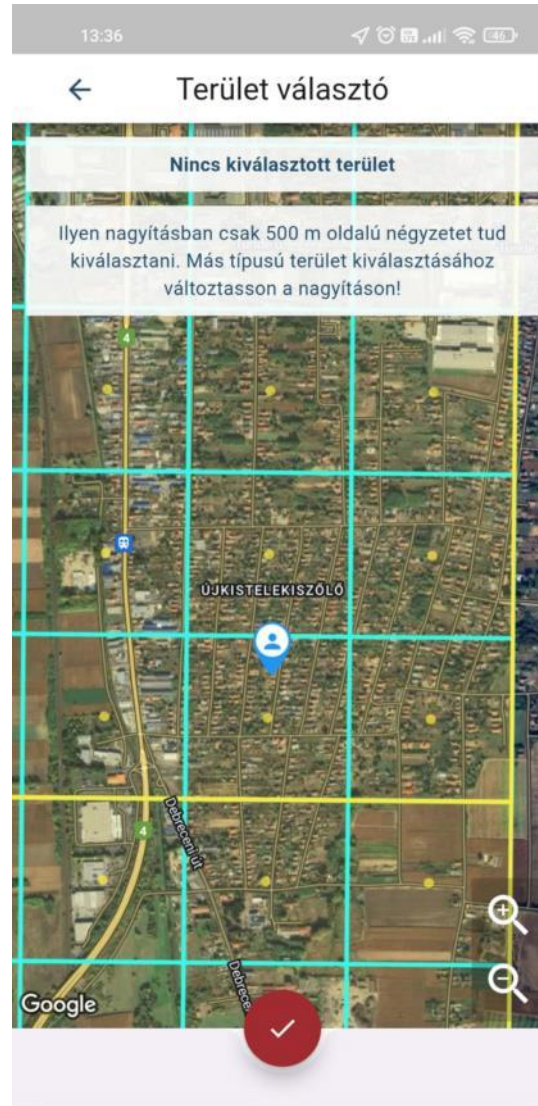 13:36
46
Terület választó
Nincs kiválasztott terület
Ilyen nagyításban csak 500 m oldalú négyzetet tud
kiválasztani. Más típusú terület kiválasztásához
változtasson a nagyításon!
4
ÚJKISTELEKISZŐLŐ
4
Debreceni út
Debrece
Google